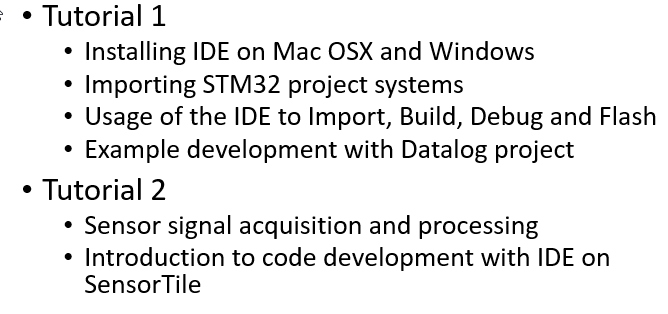 • Tutorial 1
• Installing IDE on Mac OSX and Windows
• Importing STM32 project systems
• Usage of the IDE to Import, Build, Debug and Flash
• Example development with Datalog project
• Tutorial 2
• Sensor signal acquisition and processing
• Introduction to code development with IDE on
SensorTile